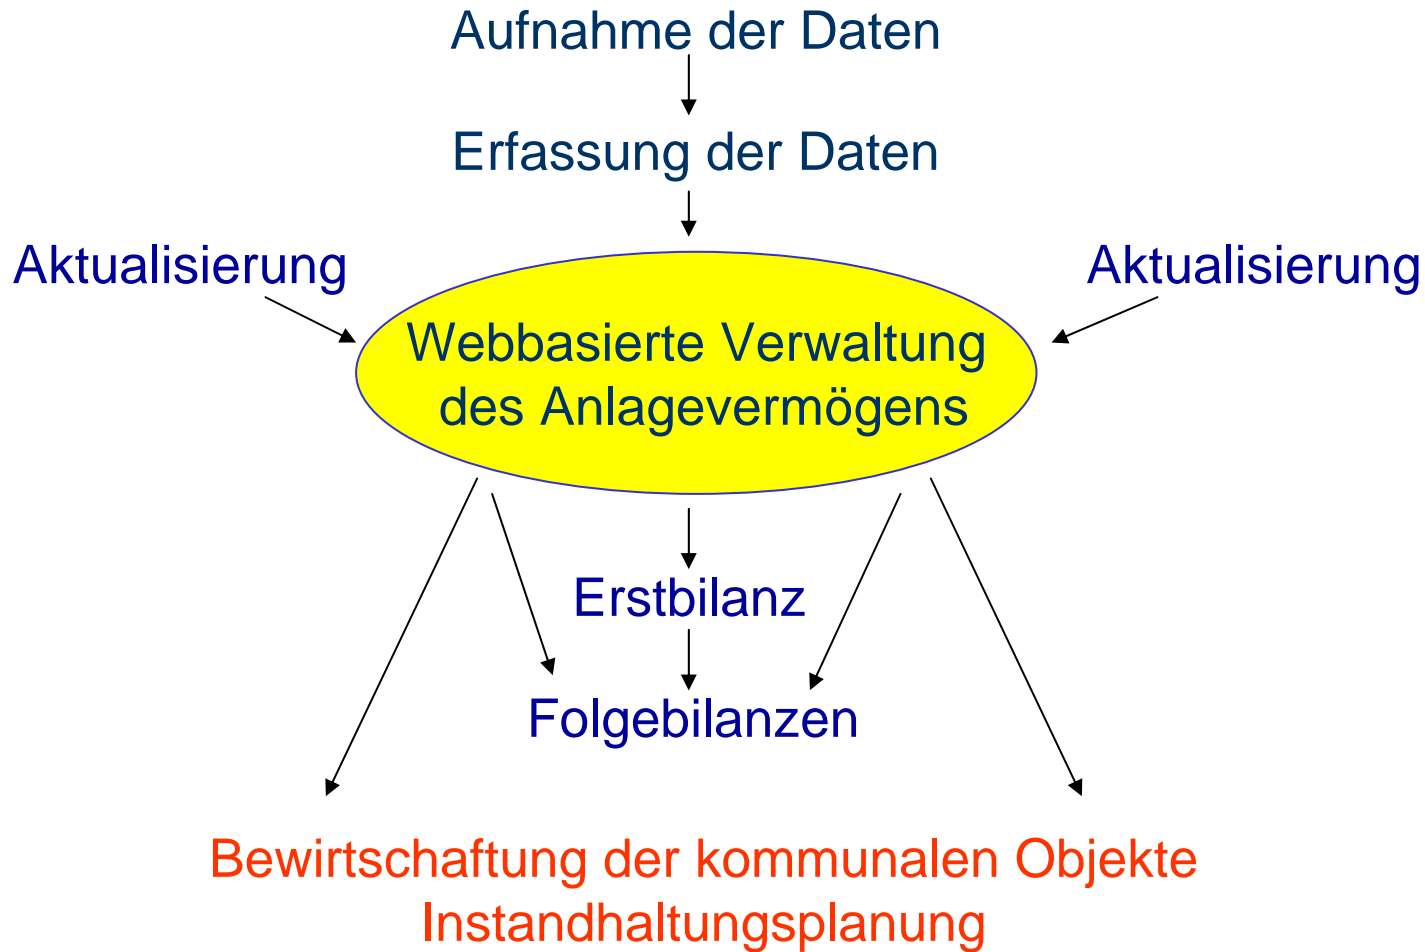 Aufnahme der Daten
Erfassung der Daten
Aktualisierung
Aktualisierung
Webbasierte Verwaltung
des Anlagevermögens
Erstbilanz
Folgebilanzen
Bewirtschaftung der kommunalen Objekte
Instandhaltungsplanung